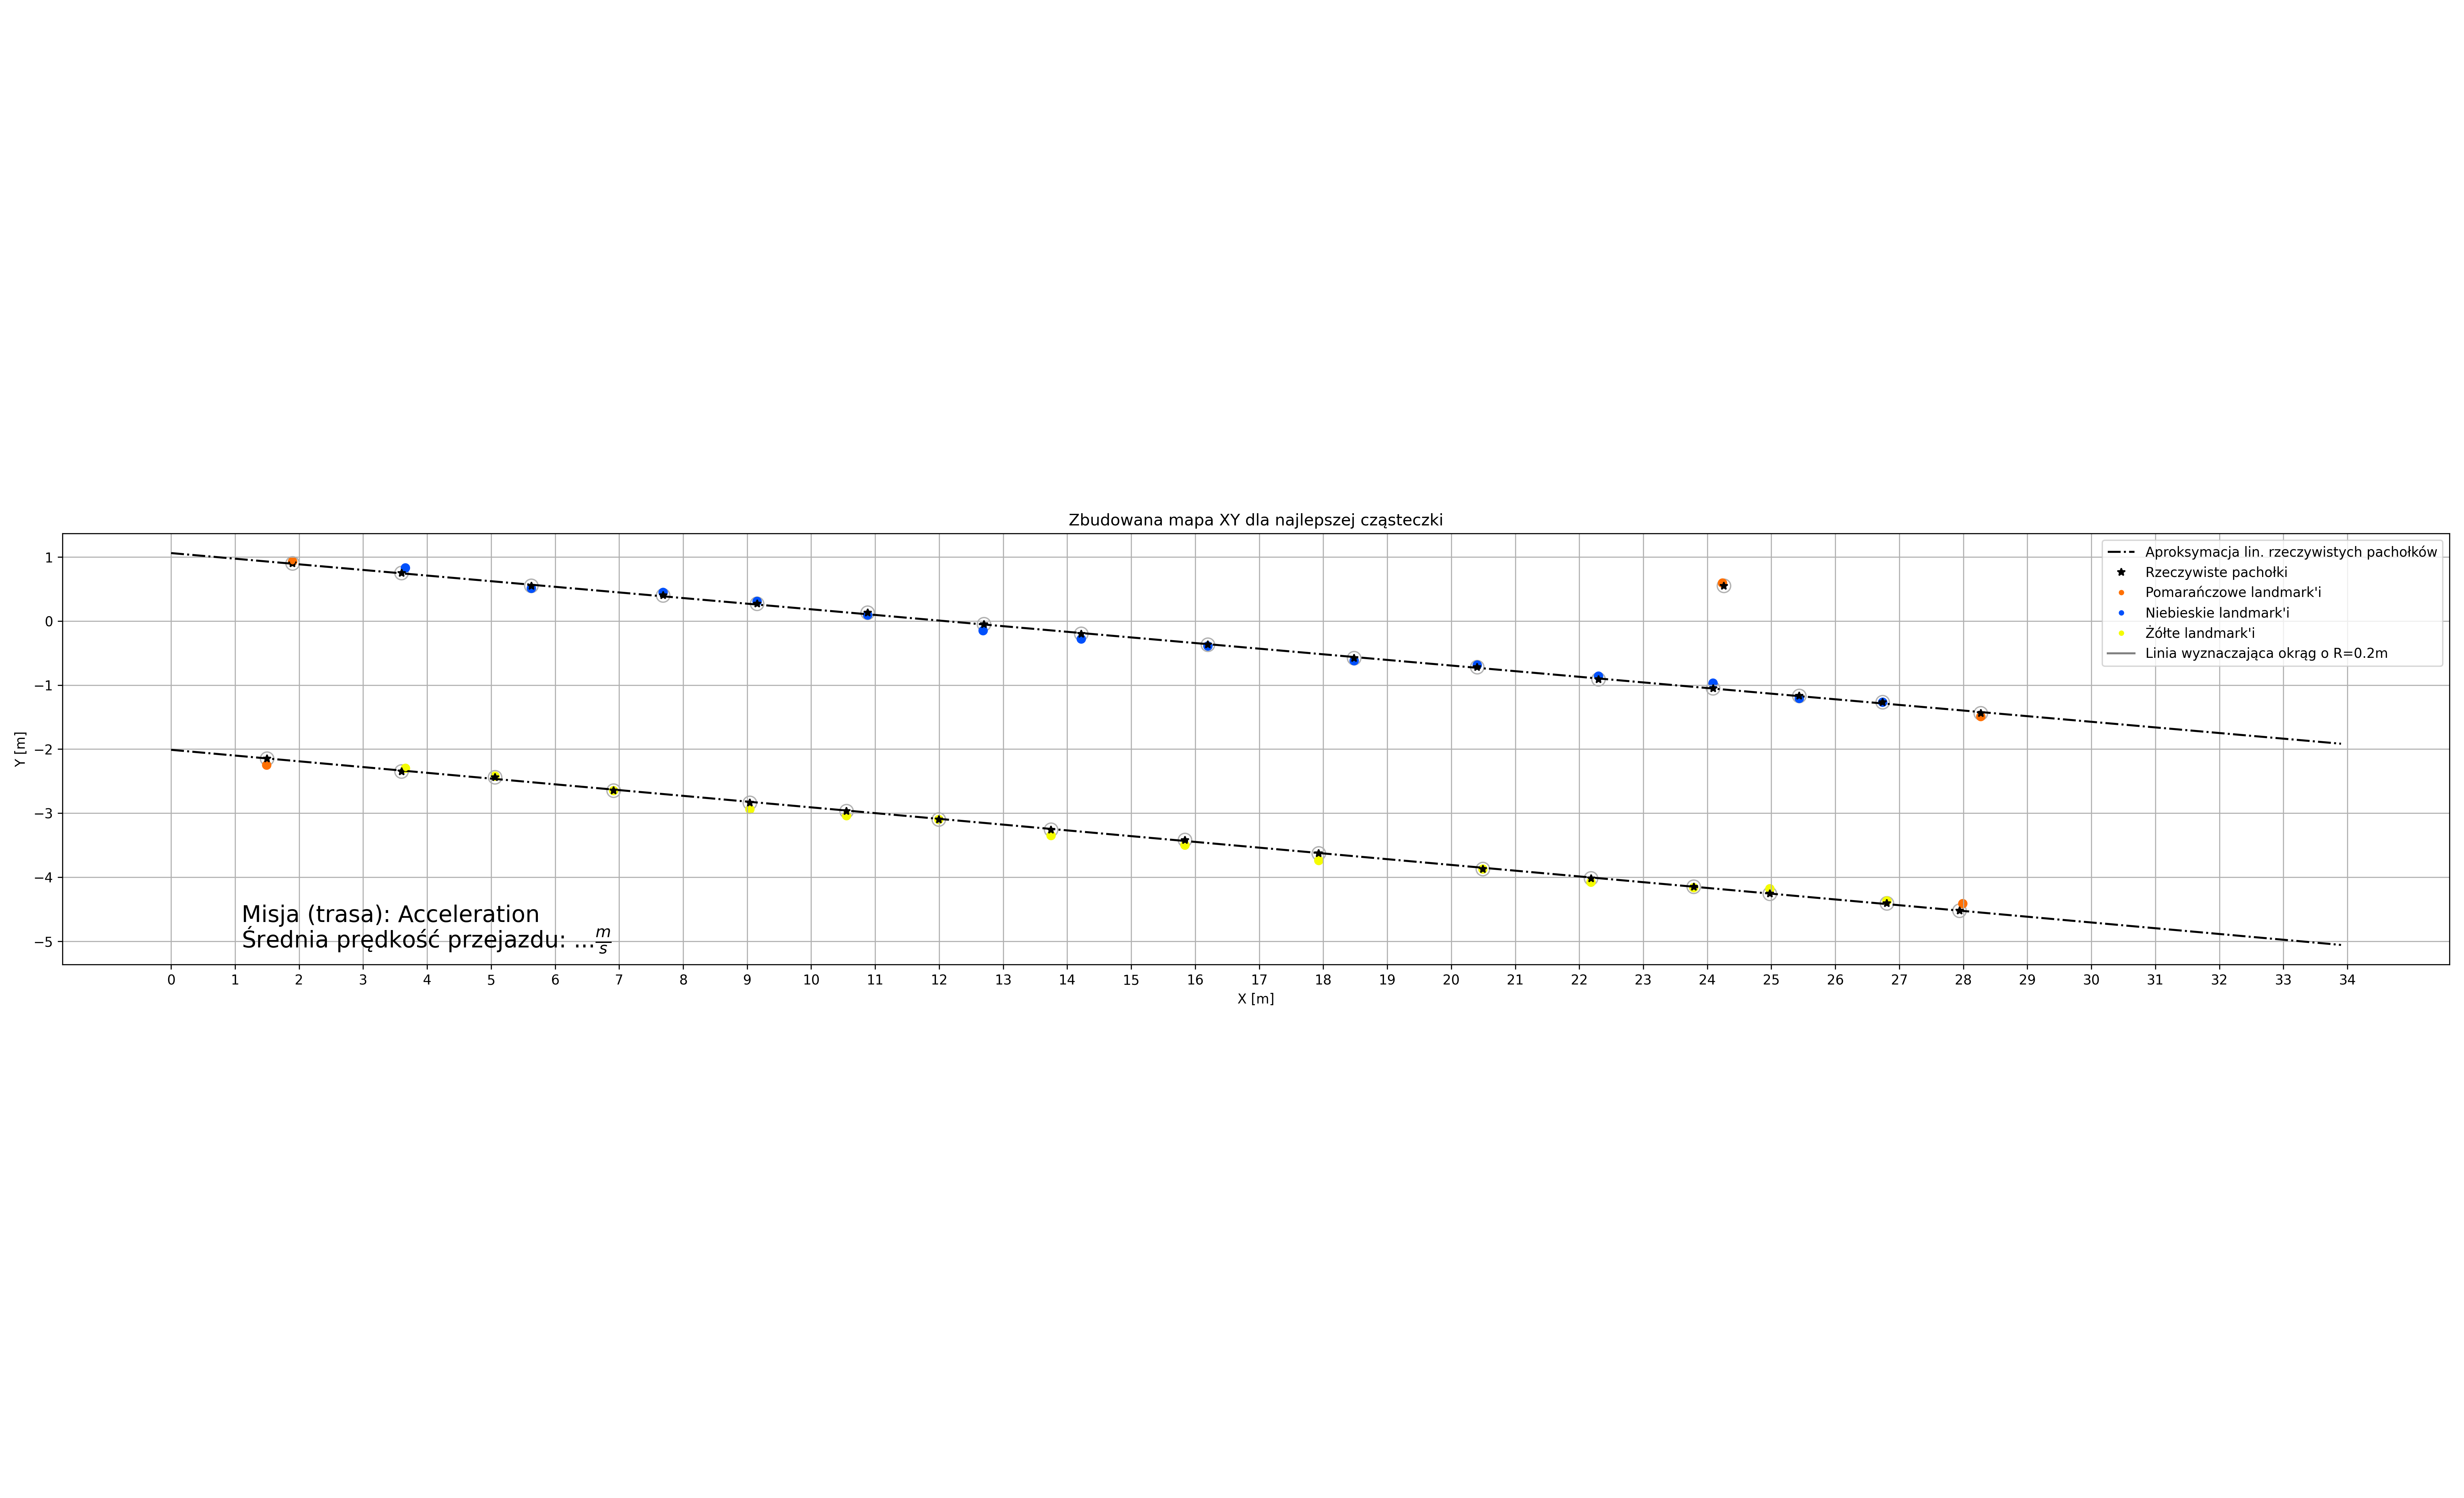 Zbudowana mapa XY dla najlepszej cząsteczki
Aproksymacja lin. rzeczywistych pachołków
Rzeczywiste pachołki
Pomarańczowe landmark'i
Niebieskie landmark'i
Żółte landmark'i
Linia wyznaczająca okrąg o R=0.2m
1
0
−1
−2
−3
−4
−5
Y [m]
Misja (trasa): Acceleration
Średnia prędkość przejazdu: ...m/s
0 1 2 3 4 5 6 7 8 9 10 11 12 13 14 15 16 17 18 19 20 21 22 23 24 25 26 27 28 29 30 31 32 33 34
X [m]